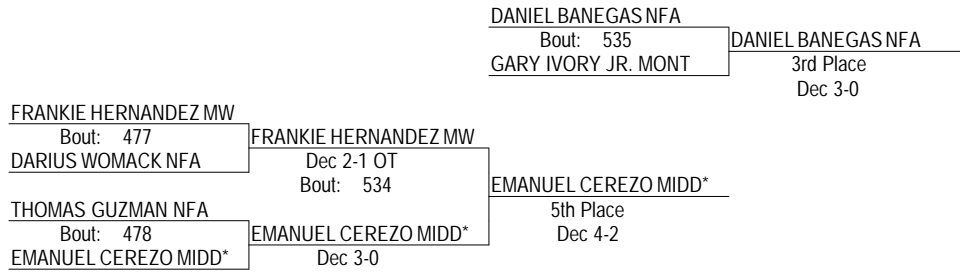 DANIEL BANEGAS NFA
Bout: 535
DANIEL BANEGAS NFA
GARY IVORY JR. MONT
3rd Place
Dec 3-0
FRANKIE HERNANDEZ MW
Bout: 477
FRANKIE HERNANDEZ MW
DARIUS WOMACK NFA
Dec 2-1 OT
Bout: 534
EMANUEL CEREZO MIDD*
THOMAS GUZMAN NFA
5th Place
Bout: 478
EMANUEL CEREZO MIDD*
Dec 4-2
EMANUEL CEREZO MIDD*
Dec 3-0